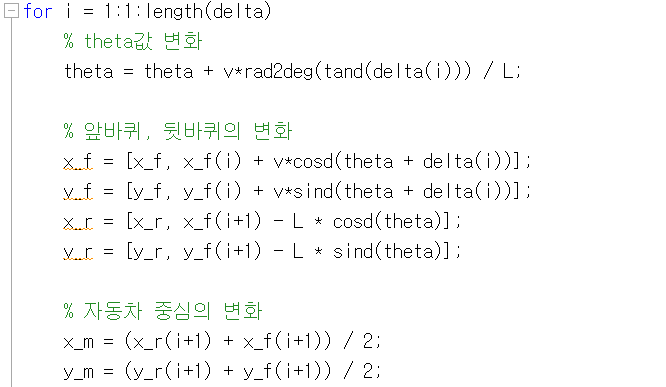 for i = 1:1:length(delta)
% theta값 변화
theta = theta + v*rad2deg(tand(delta(i))) / L;
% 앞바퀴, 뒷바퀴의 변화
x_f = [x_f, x_f(i) + v*cosd(theta + delta(i))];
y_f = [y_f, y_f(i) + v*sind(theta + delta(i))];
x_r = [x_r, x_f(i+1) - L * cosd(theta)];
y_r = [y_r, y_f(i+1) - L * sind(theta)];
% 자동차 중심의 변화
x_m = (x_r(i+1) + x_f(i+1)) / 2;
y_m = (y_r(i+1) + y_f(i+1)) / 2;